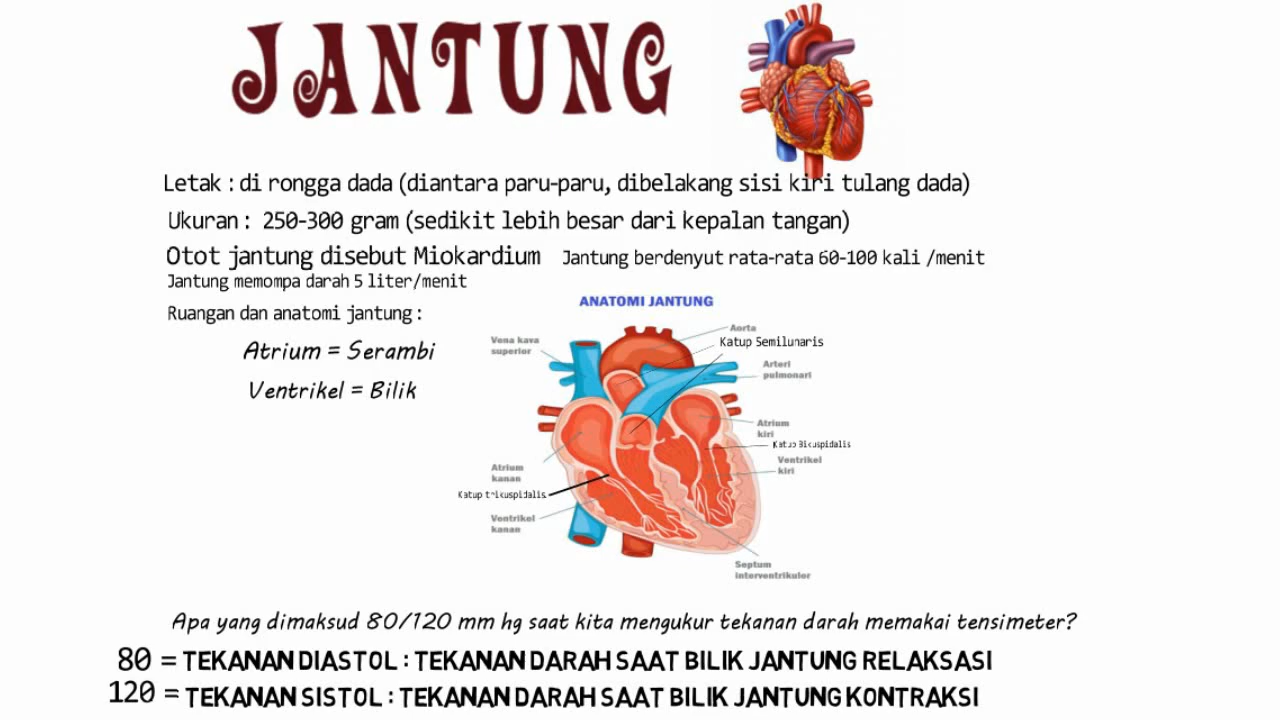 JANTUNG
Letak : di rongga dada (diantara paru-paru, dibelakang sisi kiri tulang dada)
Ukuran : 250-300 gram (sedikit lebih besar dari kepalan tangan)
Otot jantung disebut Miokardium Jantung berdenyut rata-rata 60-100 kali /menit
Jantung memompa darah 5 liter/menit
Ruangan dan anatomi jantung :
Atrium = Serambi
Ventrikel = Bilik
ANATOMI JANTUNG
Aorta
Katup Semilunaris
Vena kava
superior
Arteri
pulmonari
Atrium
kiri
Katup Bikuspidalis
Ventrikel
kiri
Atrium
kanan
Katup trikuspidalis
Ventrikel
kanan
Septum
interventrikuler
Apa yang dimaksud 80/120 mm hg saat kita mengukur tekanan darah memakai tensimeter?
80 = TEKANAN DIASTOL : TEKANAN DARAH SAAT BILIK JANTUNG RELAKSASI
120 = TEKANAN SISTOL : TEKANAN DARAH SAAT BILIK JANTUNG KONTRAKSI